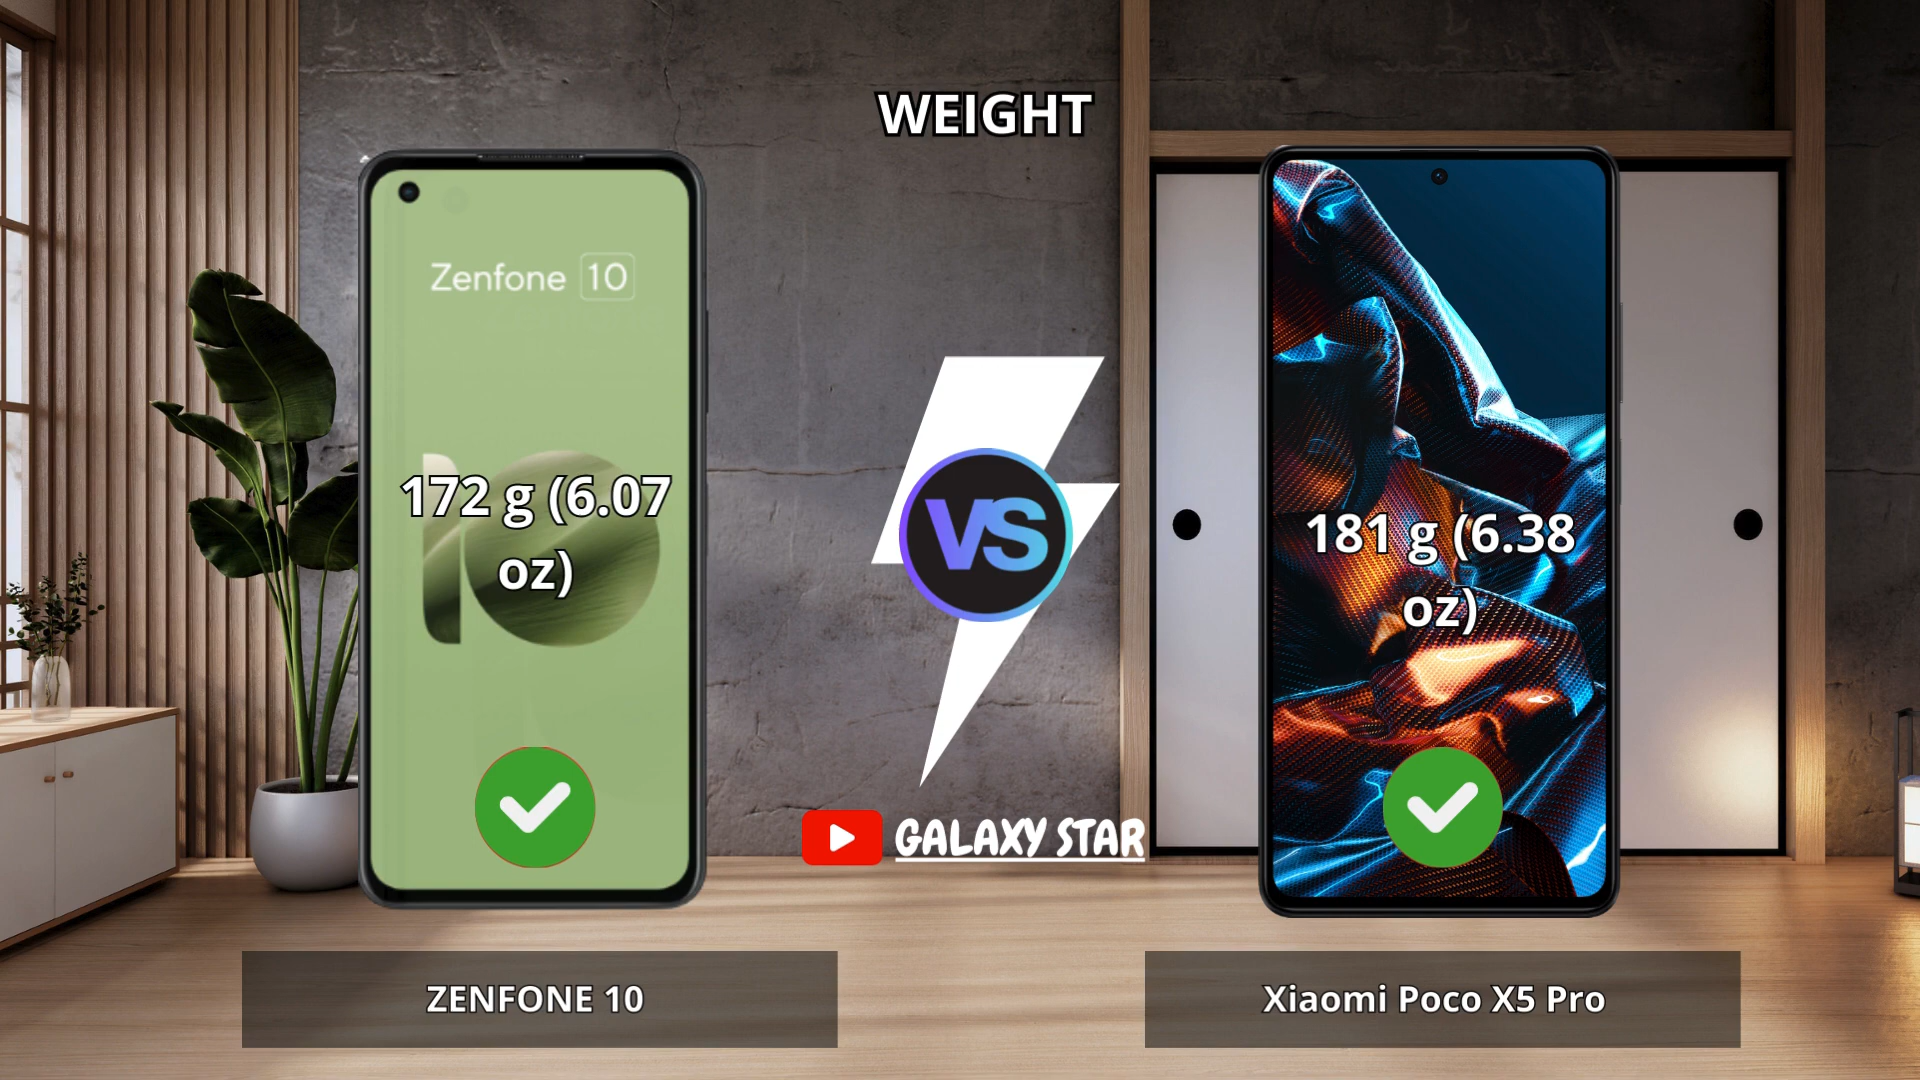 WEIGHT
Zenfone 10
10
172 g (6.07
oz)
VS
181 g (6.38
oz)
GALAXY STAR
ZENFONE 10
Xiaomi Poco X5 Pro